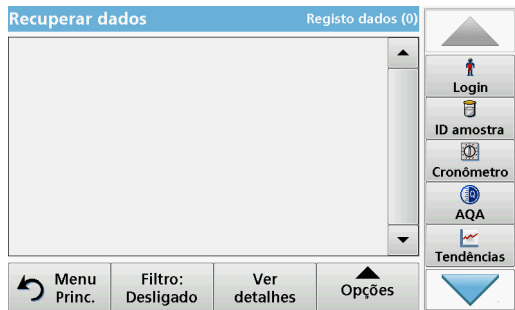 Recuperar dados
Registo dados (0)
Login
ID amostra
Cronômetro
AQA
Tendências
Menu
Princ.
Filtro:
Desligado
Ver
detalhes
Opções